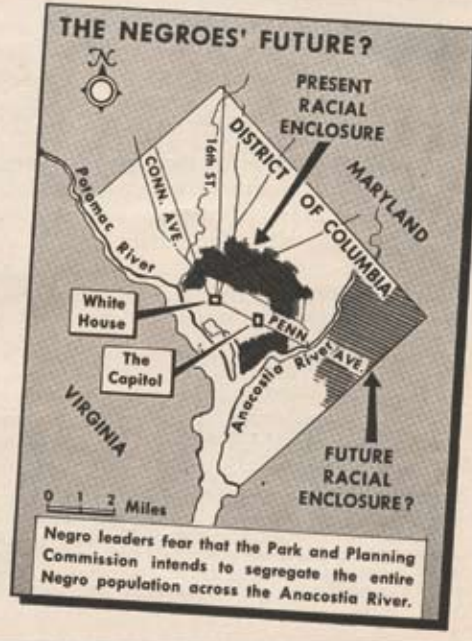 THE NEGROES' FUTURE?
N
PRESENT
RACIAL
ENCLOSURE
DISTRICT OF COLUMBIA
MARYLAND
16th ST.
CONN. AVE.
Potomac River
White
House
PENN AVE.
The
Capitol
Anacostia River
VIRGINIA
FUTURE
RACIAL
ENCLOSURE?
0 1 2 Miles
Negro leaders fear that the Park and Planning
Commission intends to segregate the entire
Negro population across the Anacostia River.